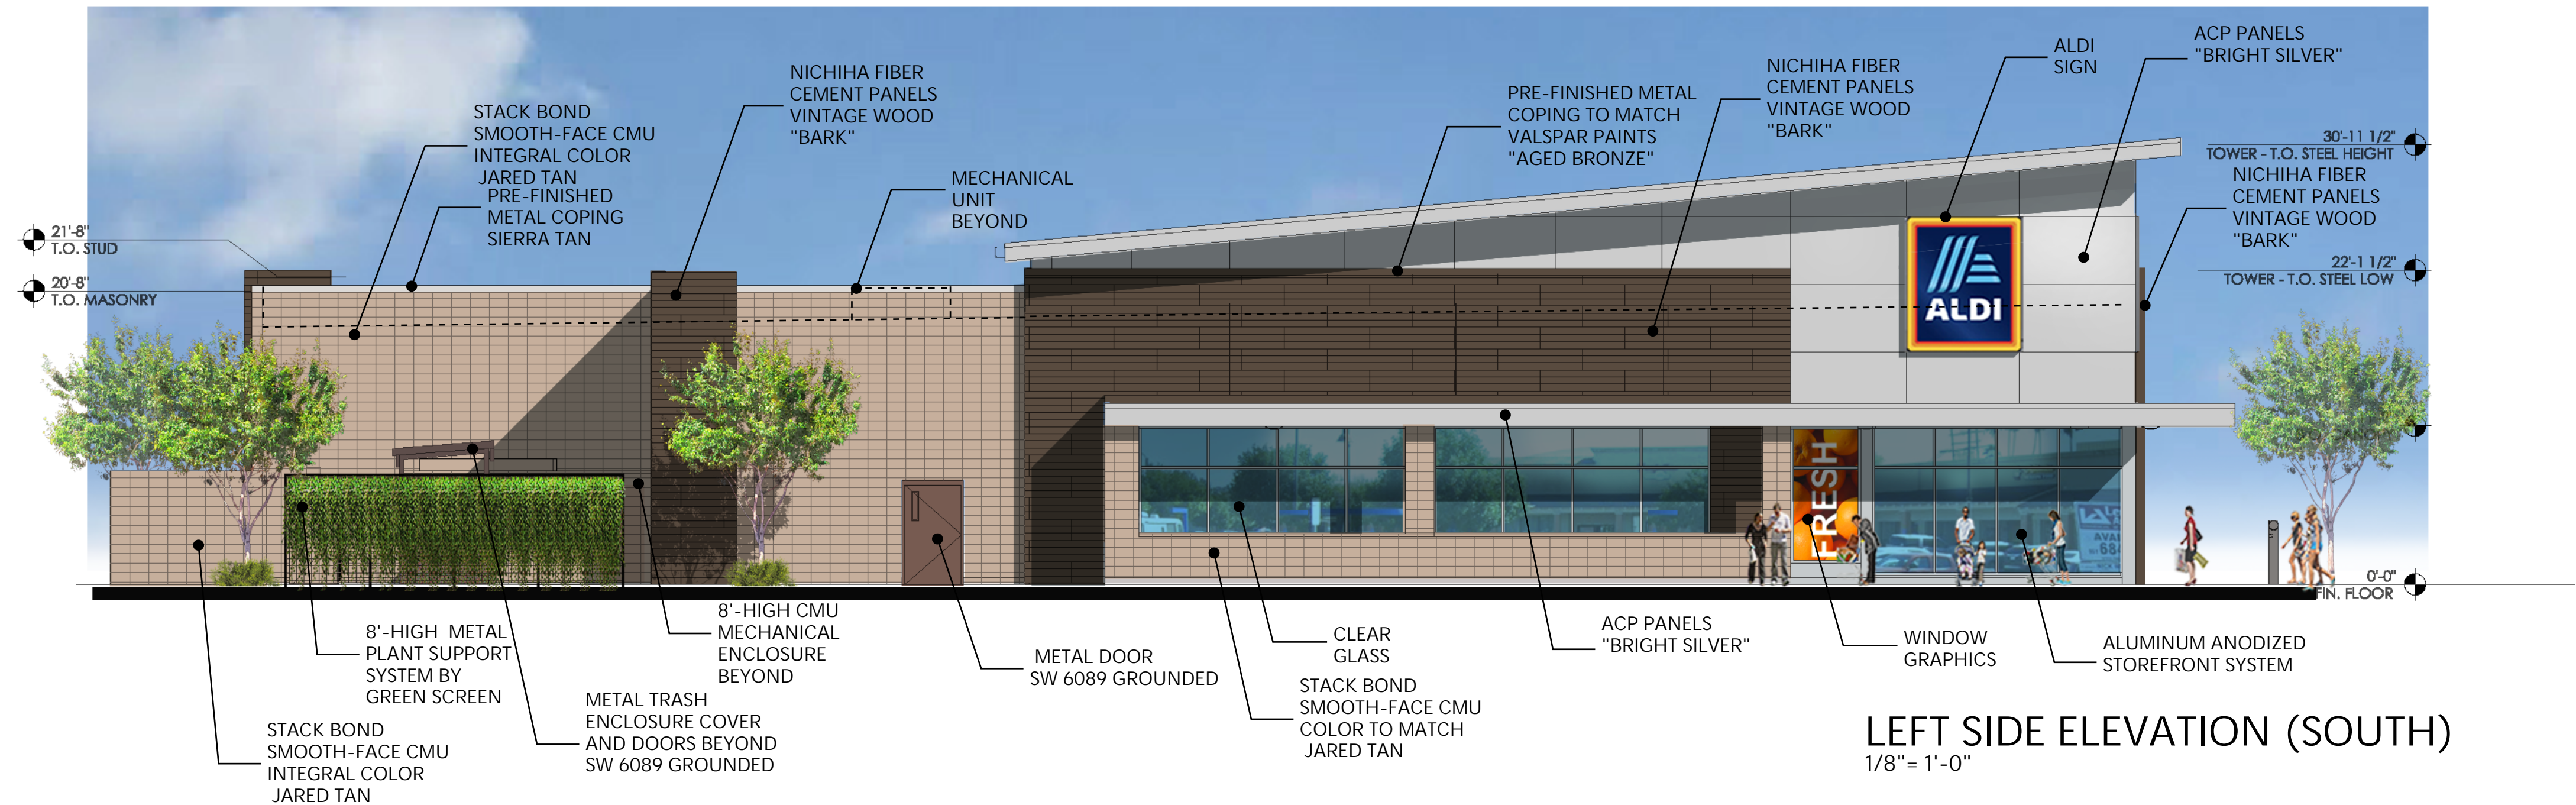 ACP PANELS
"BRIGHT SILVER"
ALDI
SIGN
NICHIHA FIBER
CEMENT PANELS
VINTAGE WOOD
"BARK"
NICHIHA FIBER
CEMENT PANELS
VINTAGE WOOD
"BARK"
PRE-FINISHED METAL
COPING TO MATCH
VALSPAR PAINTS
"AGED BRONZE"
STACK BOND
SMOOTH-FACE CMU
INTEGRAL COLOR
JARED TAN
PRE-FINISHED
METAL COPING
SIERRA TAN
MECHANICAL
UNIT
BEYOND
30'-11 1/2"
TOWER - T.O. STEEL HEIGHT
NICHIHA FIBER
CEMENT PANELS
VINTAGE WOOD
"BARK"
21'-8"
T.O. STUD
20'-8"
T.O. MASONRY
22'-1 1/2"
TOWER - T.O. STEEL LOW
ALDI
FRESH
0'-0"
FIN. FLOOR
8'-HIGH METAL
PLANT SUPPORT
SYSTEM BY
GREEN SCREEN
8'-HIGH CMU
MECHANICAL
ENCLOSURE
BEYOND
METAL DOOR
SW 6089 GROUNDED
CLEAR
GLASS
ACP PANELS
"BRIGHT SILVER"
WINDOW
GRAPHICS
ALUMINUM ANODIZED
STOREFRONT SYSTEM
STACK BOND
SMOOTH-FACE CMU
INTEGRAL COLOR
JARED TAN
METAL TRASH
ENCLOSURE COVER
AND DOORS BEYOND
SW 6089 GROUNDED
STACK BOND
SMOOTH-FACE CMU
COLOR TO MATCH
JARED TAN
LEFT SIDE ELEVATION (SOUTH)
1/8"= 1'-0"